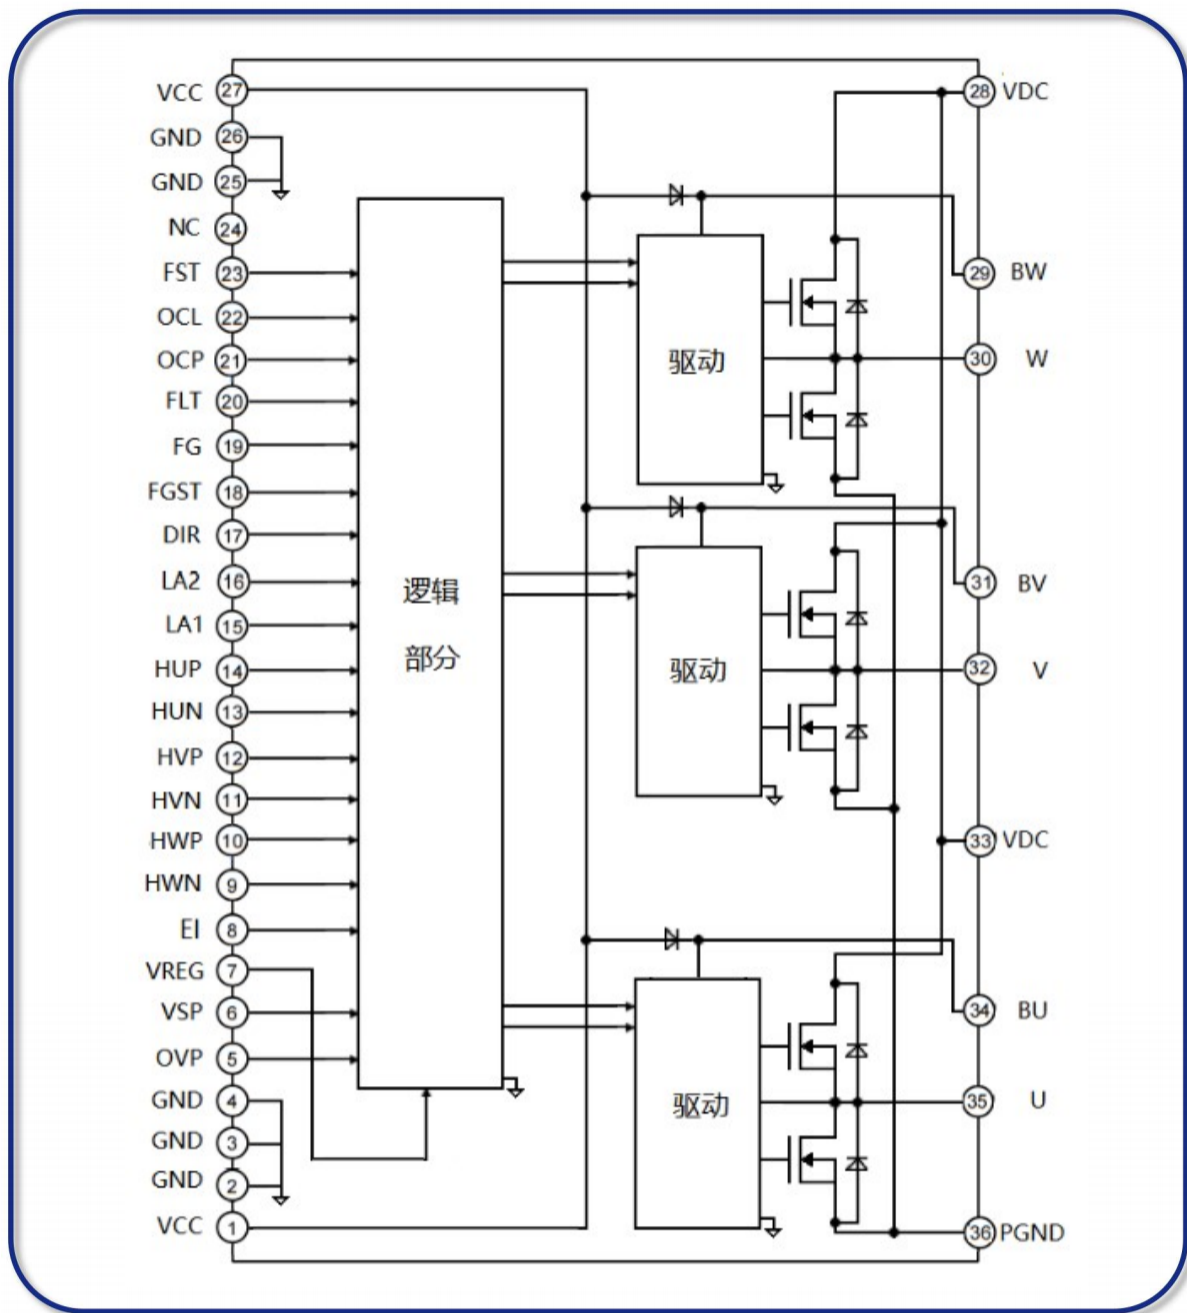 VCC 27
GND 26
GND 25
NC 24
FST 23
OCL 22
OCP 21
FLT 20
FG 19
FGST 18
DIR 17
LA2 16
LA1 15
HUP 14
HUN 13
HVP 12
HVN 11
HWP 10
HWN 9
EI 8
VREG 7
VSP 6
OVP 5
GND 4
GND 3
GND 2
VCC 1
逻辑
部分
驱动
驱动
驱动
28 VDC
29 BW
30 W
31 BV
32 V
33 VDC
34 BU
35 U
36 PGND